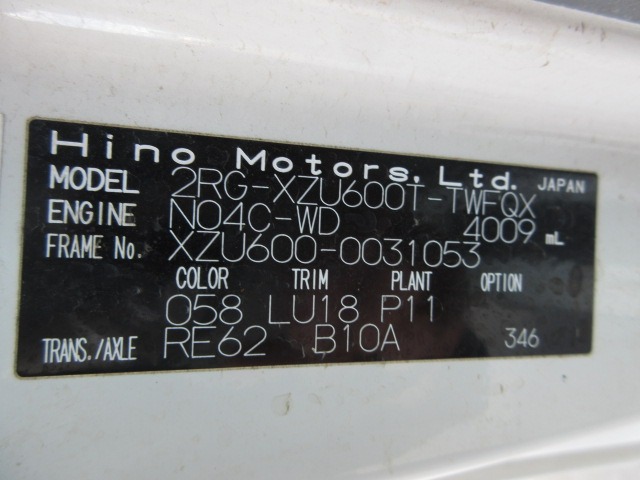 Hino Motors, Ltd. JAPAN
MODEL 2RG-XZU600T-TWFQX
ENGINE N04C-WD 4009 mL
FRAME No. XZU600-0031053
COLOR TRIM PLANT OPTION
058 LU18 P11
TRANS./AXLE RE62 B10A 346